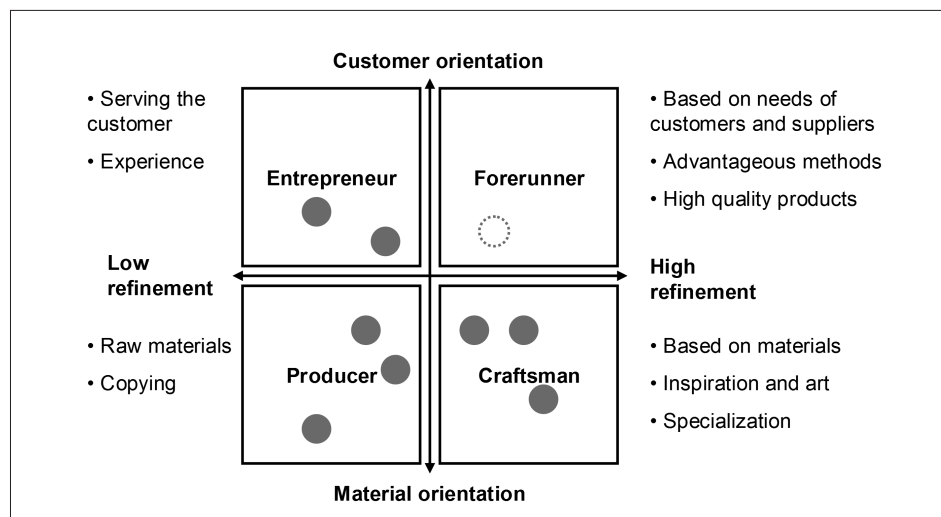 Customer orientation
• Serving the
customer
• Experience
Entrepreneur
Forerunner
• Based on needs of
customers and suppliers
• Advantageous methods
• High quality products
Low
refinement
High
refinement
• Raw materials
• Copying
Producer
Craftsman
• Based on materials
• Inspiration and art
• Specialization
Material orientation